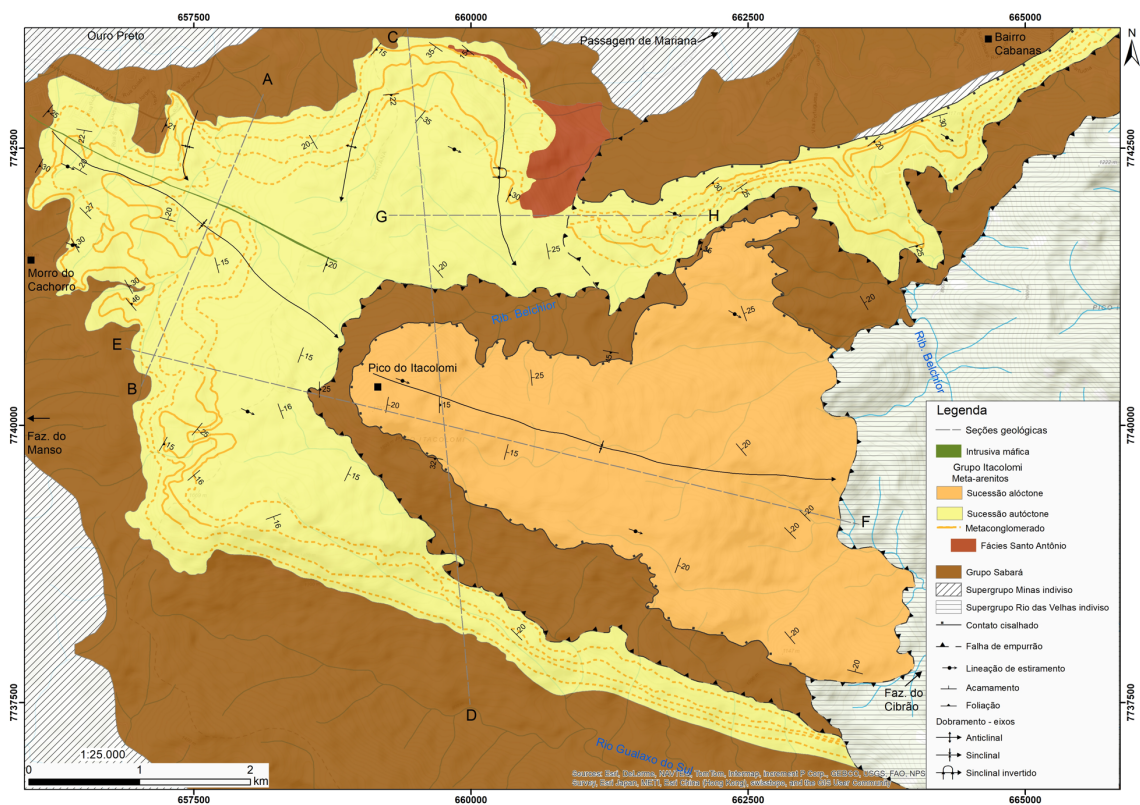 657500
660000
662500
665000
Ouro Preto
C
Passagem de Mariana
Bairro
Cabanas
N
A
7742500
7742500
G
H
Morro do
Cachorro
Rib. Belchior
Rib. Belchior
E
B
Pico do Itacolomi
Faz. do
Manso
7740000
7740000
F
Legenda
Seções geológicas
Intrusiva máfica
Grupo Itacolomi
Meta-arenitos
Sucessão alóctone
Sucessão autóctone
Metaconglomerado
Fácies Santo Antônio
Grupo Sabará
Supergrupo Minas indiviso
Supergrupo Rio das Velhas indiviso
Contato cisalhado
Falha de empurrão
Lineação de estiramento
Acamamento
Foliação
Dobramento - eixos
Anticlinal
Sinclinal
Sinclinal invertido
Faz. do
Cibrão
7737500
7737500
D
Rio Gualaxo do Sul
1:25.000
0 1 2
km
657500
660000
662500
665000